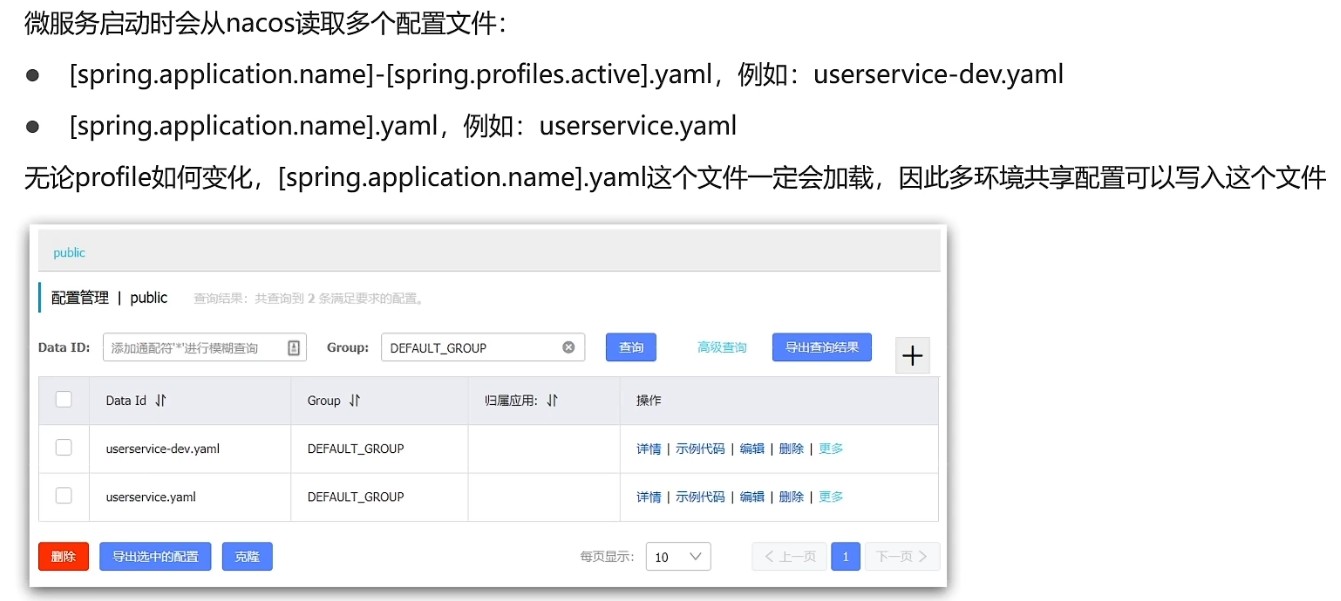 微服务启动时会从nacos读取多个配置文件：
● [spring.application.name]-[spring.profiles.active].yaml，例如：userservice-dev.yaml
● [spring.application.name].yaml，例如：userservice.yaml
无论profile如何变化，[spring.application.name].yaml这个文件一定会加载，因此多环境共享配置可以写入这个文件
public
配置管理 | public 查询结果：共查询到 2 条满足要求的配置。
Data ID: 添加通配符'*'进行模糊查询 Group: DEFAULT_GROUP 查询 高级查询 导出查询结果 +
Data Id Group 归属应用: 操作
userservice-dev.yaml DEFAULT_GROUP 详情 | 示例代码 | 编辑 | 删除 | 更多
userservice.yaml DEFAULT_GROUP 详情 | 示例代码 | 编辑 | 删除 | 更多
删除 导出选中的配置 克隆 每页显示: 10 < 上一页 1 下一页 >